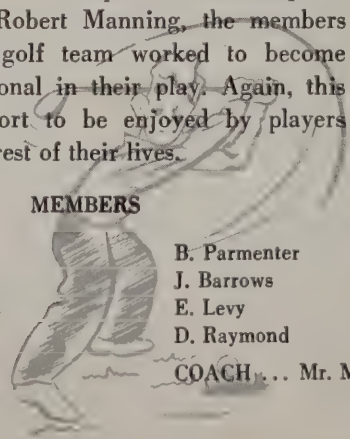 Robert Manning, the members
golf team worked to become
onal in their play. Again, this
ort to be enjoyed by players
rest of their lives.
MEMBERS
B. Parmenter
J. Barrows
E. Levy
D. Raymond
COACH ... Mr. M